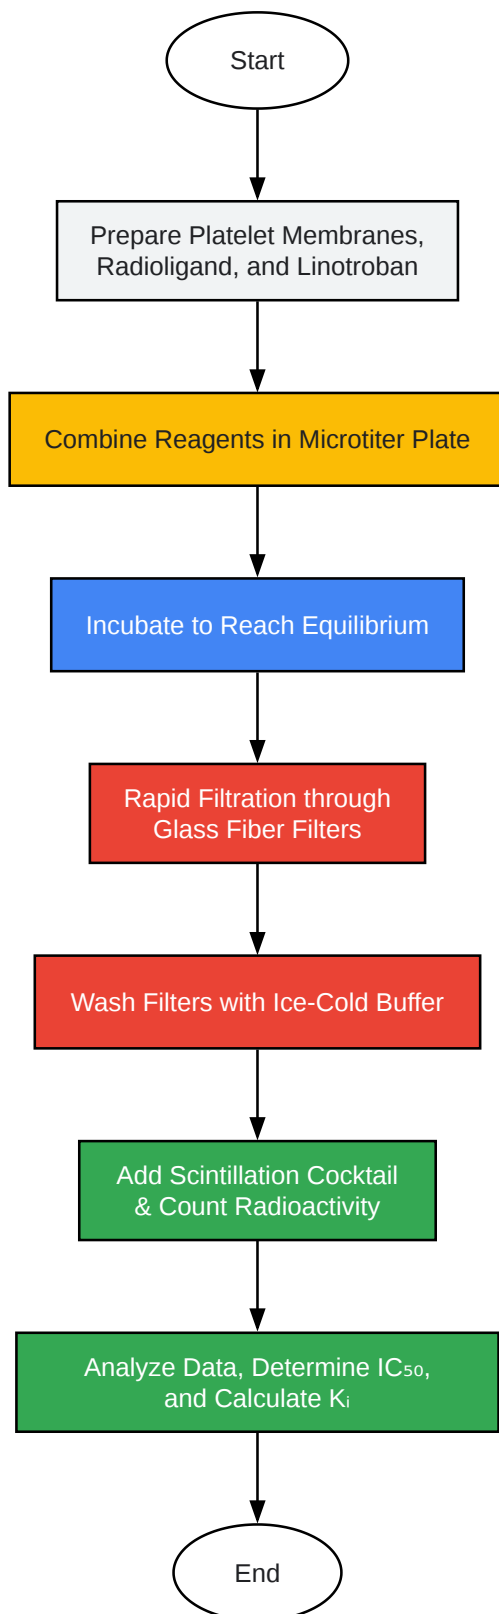 Start
Prepare Platelet Membranes,
Radioligand, and Linotroban
Combine Reagents in Microtiter Plate
Incubate to Reach Equilibrium
Rapid Filtration through
Glass Fiber Filters
Wash Filters with Ice-Cold Buffer
Add Scintillation Cocktail
& Count Radioactivity
Analyze Data, Determine IC₅₀,
and Calculate Kᵢ
End